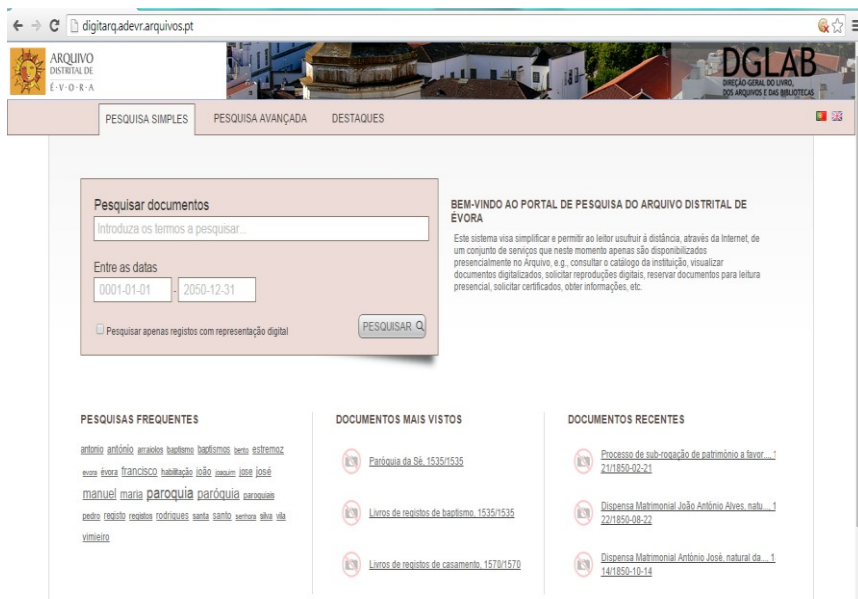 digitarq.adevr.arquivos.pt
ARQUIVO
DISTRITAL DE
É·V·O·R·A
DGLAB
DIREÇÃO-GERAL DO LIVRO,
DOS ARQUIVOS E DAS BIBLIOTECAS
PESQUISA SIMPLES PESQUISA AVANÇADA DESTAQUES
Pesquisar documentos
Introduza os termos a pesquisar...
Entre as datas
0001-01-01 - 2050-12-31
Pesquisar apenas registos com representação digital
PESQUISAR
BEM-VINDO AO PORTAL DE PESQUISA DO ARQUIVO DISTRITAL DE
ÉVORA
Este sistema visa simplificar e permitir ao leitor usufruir à distância, através da Internet, de
um conjunto de serviços que neste momento apenas são disponibilizados
presencialmente no Arquivo, e.g., consultar o catálogo da instituição, visualizar
documentos digitalizados, solicitar reproduções digitais, reservar documentos para leitura
presencial, solicitar certificados, obter informações, etc.
PESQUISAS FREQUENTES
antonio antónio arraiolos baptismo baptismos bento estremoz
evora évora francisco habilitação joão joaquim jose josé
manuel maria paroquia paróquia paroquiais
pedro registo registos rodrigues santa santo senhora silva vila
vimieiro
DOCUMENTOS MAIS VISTOS
Paróquia da Sé, 1535/1535
Livros de registos de baptismo, 1535/1535
Livros de registos de casamento, 1570/1570
DOCUMENTOS RECENTES
Processo de sub-rogação de património a favor..., 1
21/1850-02-21
Dispensa Matrimonial João António Alves, natu..., 1
22/1850-08-22
Dispensa Matrimonial António José, natural da..., 1
14/1850-10-14